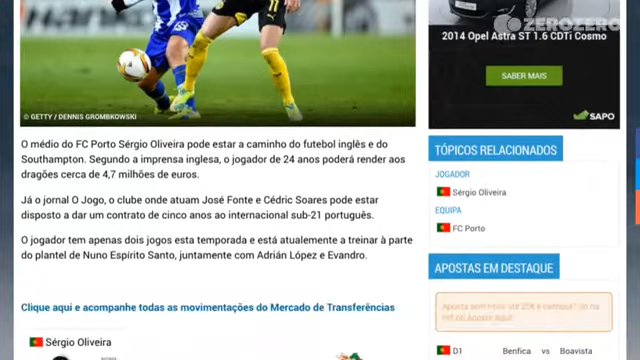 © GETTY / DENNIS GROMBKOWSKI
O médio do FC Porto Sérgio Oliveira pode estar a caminho do futebol inglês e do
Southampton. Segundo a imprensa inglesa, o jogador de 24 anos poderá render aos
dragões cerca de 4,7 milhões de euros.
Já o jornal O Jogo, o clube onde atuam José Fonte e Cédric Soares pode estar
disposto a dar um contrato de cinco anos ao internacional sub-21 português.
O jogador tem apenas dois jogos esta temporada e está atualmente a treinar à parte
do plantel de Nuno Espírito Santo, juntamente com Adrián López e Evandro.
Clique aqui e acompanhe todas as movimentações do Mercado de Transferências
Sérgio Oliveira
ZEROZERO
2014 Opel Astra ST 1.6 CDTi Cosmo
SABER MAIS
SAPO
TÓPICOS RELACIONADOS
JOGADOR
Sérgio Oliveira
EQUIPA
FC Porto
APOSTAS EM DESTAQUE
D1 Benfica vs Boavista